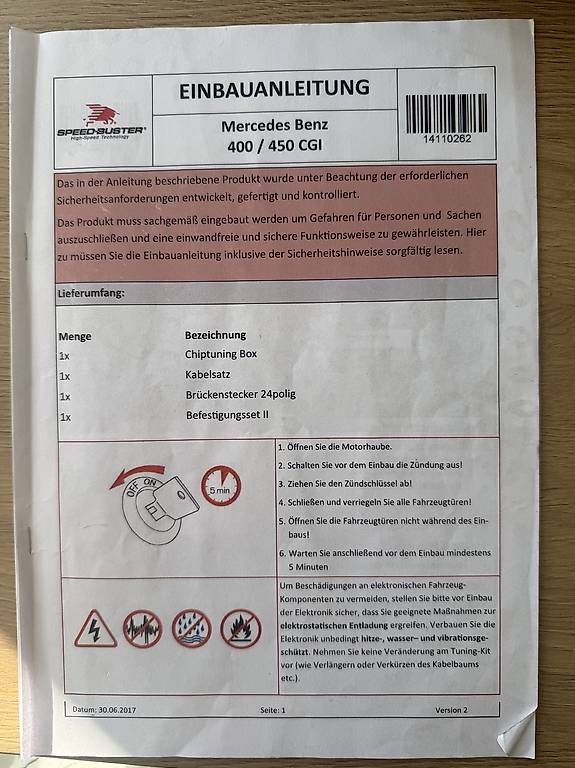 SPEED-BUSTER®
High-Speed Technology
EINBAUANLEITUNG
Mercedes Benz
400 / 450 CGI
14110262
Das in der Anleitung beschriebene Produkt wurde unter Beachtung der erforderlichen
Sicherheitsanforderungen entwickelt, gefertigt und kontrolliert.
Das Produkt muss sachgemäß eingebaut werden um Gefahren für Personen und Sachen
auszuschließen und eine einwandfreie und sichere Funktionsweise zu gewährleisten. Hier
zu müssen Sie die Einbauanleitung inklusive der Sicherheitshinweise sorgfältig lesen.
Lieferumfang:
Menge Bezeichnung
1x Chiptuning Box
1x Kabelsatz
1x Brückenstecker 24polig
1x Befestigungsset II
OFF ON
5 min
1. Öffnen Sie die Motorhaube.
2. Schalten Sie vor dem Einbau die Zündung aus!
3. Ziehen Sie den Zündschlüssel ab!
4. Schließen und verriegeln Sie alle Fahrzeugtüren!
5. Öffnen Sie die Fahrzeugtüren nicht während des Ein-
baus!
6. Warten Sie anschließend vor dem Einbau mindestens
5 Minuten
Um Beschädigungen an elektronischen Fahrzeug-
Komponenten zu vermeiden, stellen Sie bitte vor Einbau
der Elektronik sicher, dass Sie geeignete Maßnahmen zur
elektrostatischen Entladung ergreifen. Verbauen Sie die
Elektronik unbedingt hitze-, wasser– und vibrationsge-
schützt. Nehmen Sie keine Veränderung am Tuning-Kit
vor (wie Verlängern oder Verkürzen des Kabelbaums
etc.).
Datum: 30.06.2017 Seite: 1 Version 2